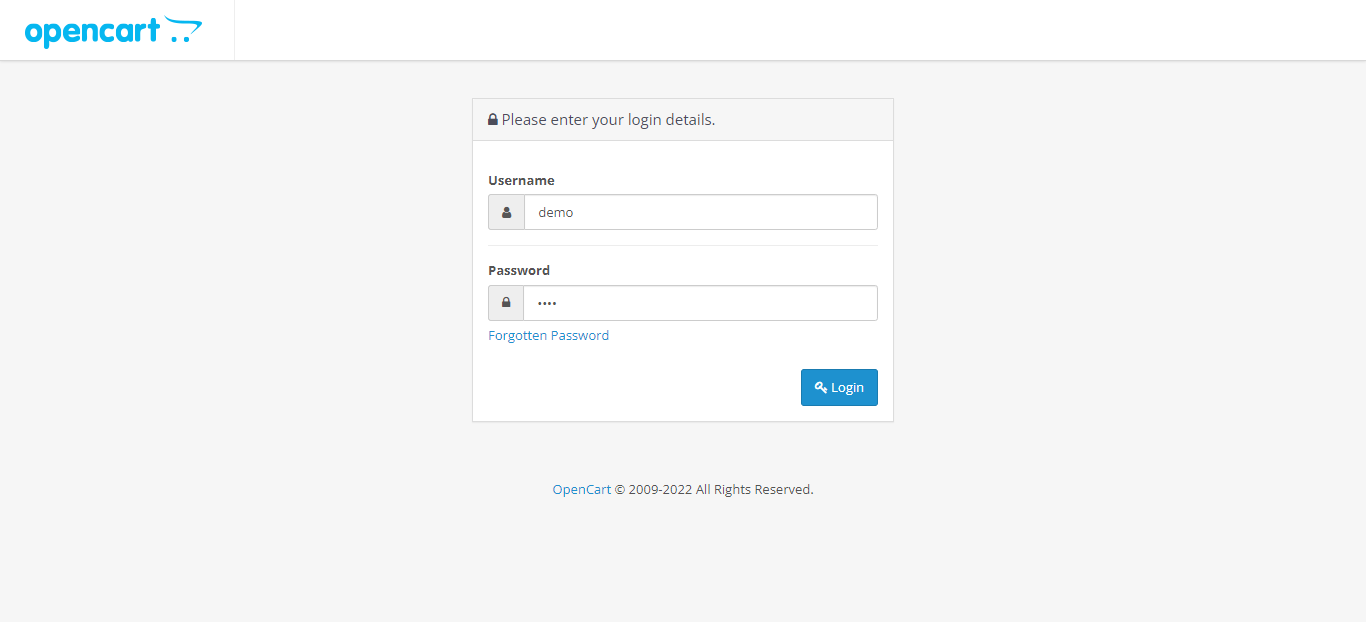 opencart
Please enter your login details.
Username
demo
Password
••••
Forgotten Password
Login
OpenCart © 2009-2022 All Rights Reserved.